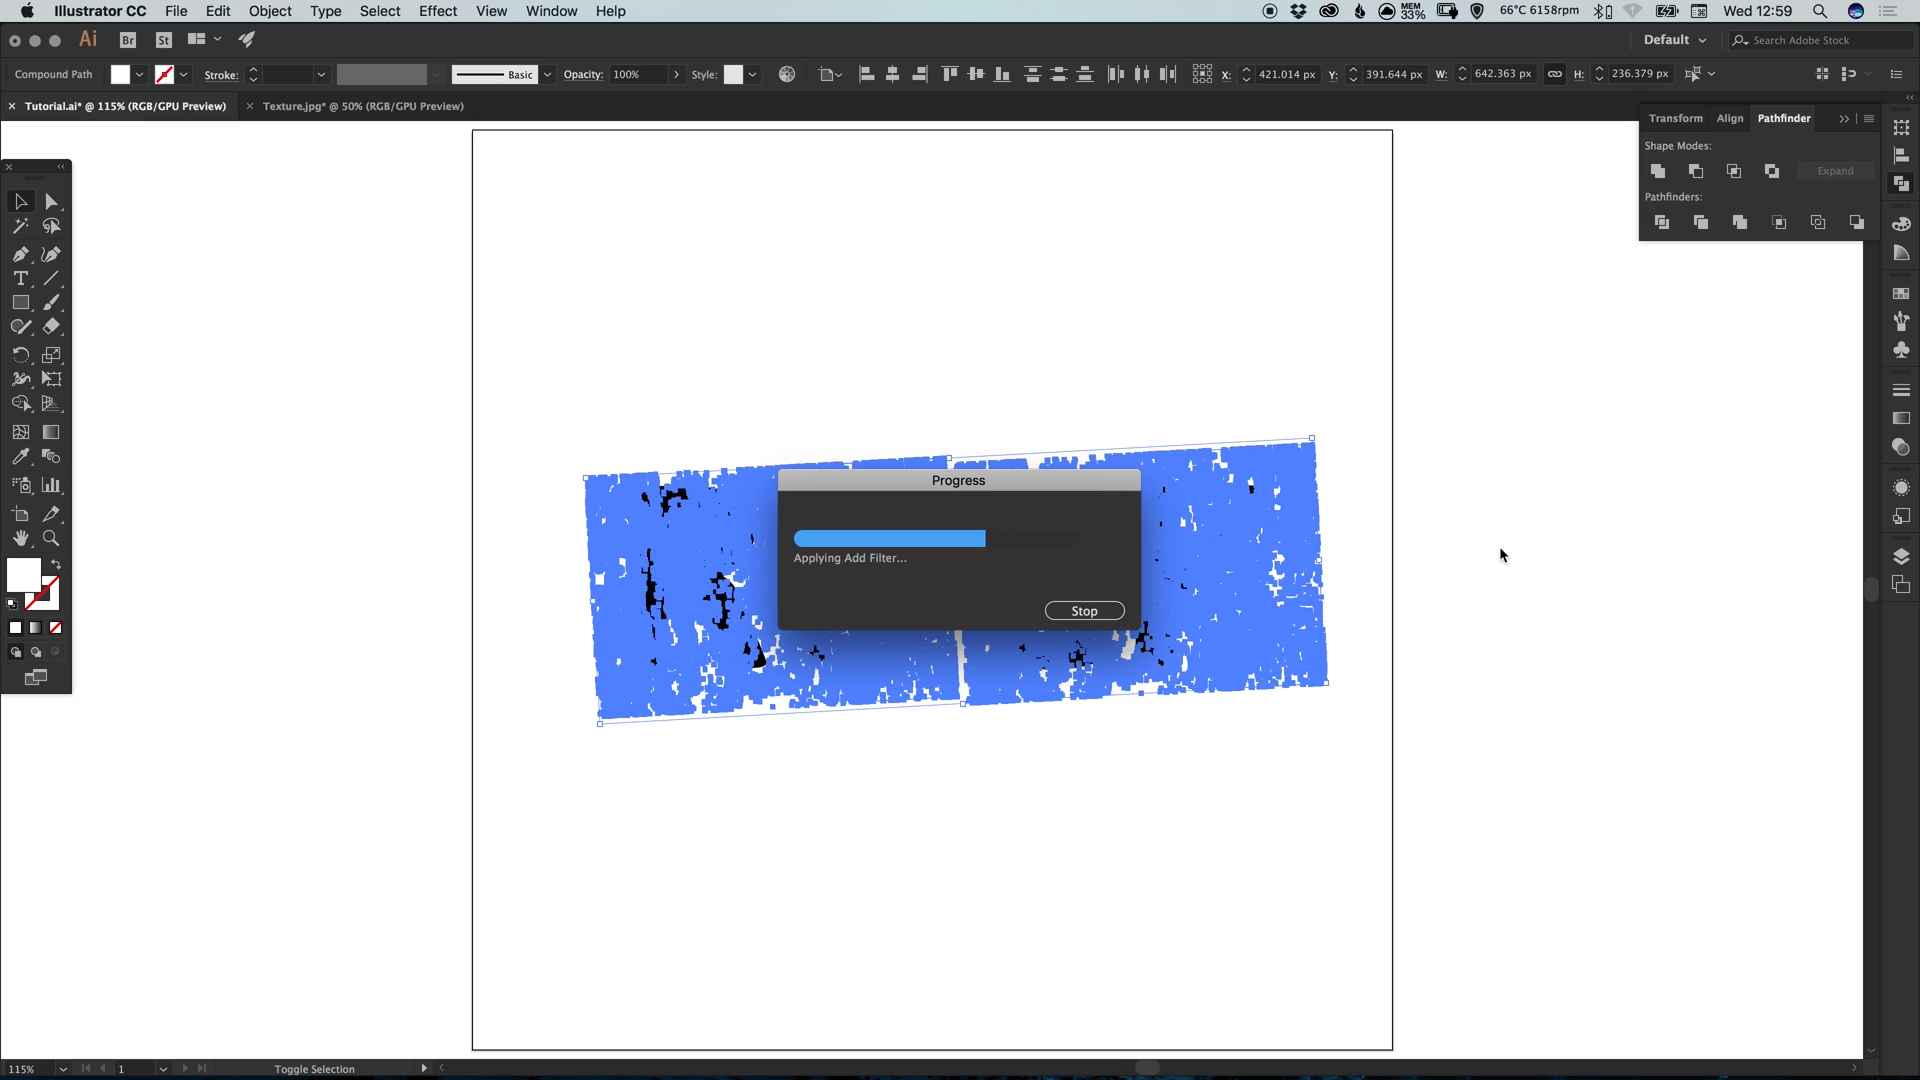 Illustrator CC File Edit Object Type Select Effect View Window Help MEM 33% 66°C 6158rpm Wed 12:59
Ai Br St Default Search Adobe Stock
Compound Path Stroke: Basic Opacity: 100% Style: X: 421.014 px Y: 391.644 px W: 642.363 px H: 236.379 px
Tutorial.ai* @ 115% (RGB/GPU Preview) Texture.jpg* @ 50% (RGB/GPU Preview)
Transform Align Pathfinder
Shape Modes:
Expand
Pathfinders:
Progress
Applying Add Filter...
Stop
115% 1 Toggle Selection